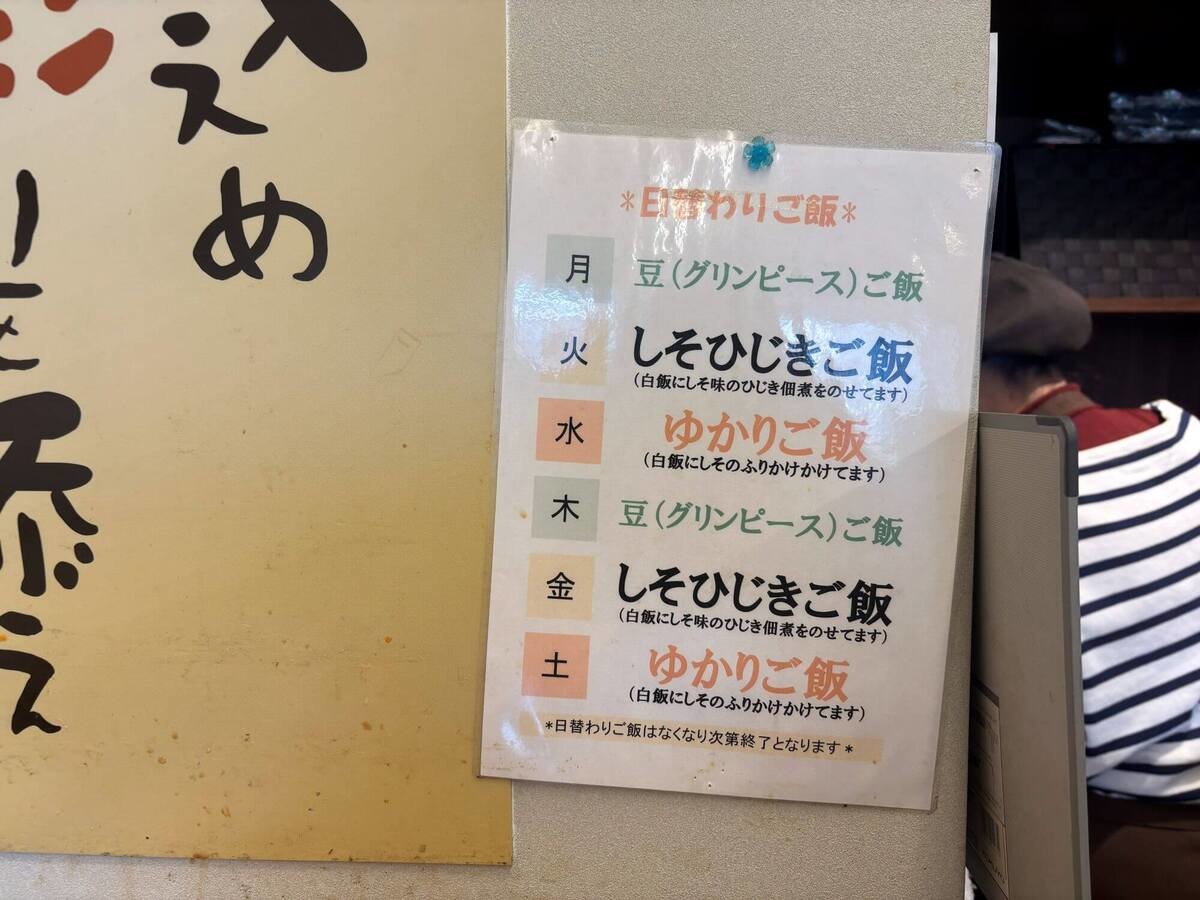 えめ
を添
*日替わりご飯*
月 豆(グリンピース)ご飯
火 しそひじきご飯
(白飯にしそ味のひじき佃煮をのせてます)
水 ゆかりご飯
(白飯にしそのふりかけかけてます)
木 豆(グリンピース)ご飯
金 しそひじきご飯
(白飯にしそ味のひじき佃煮をのせてます)
土 ゆかりご飯
(白飯にしそのふりかけかけてます)
*日替わりご飯はなくなり次第終了となります*